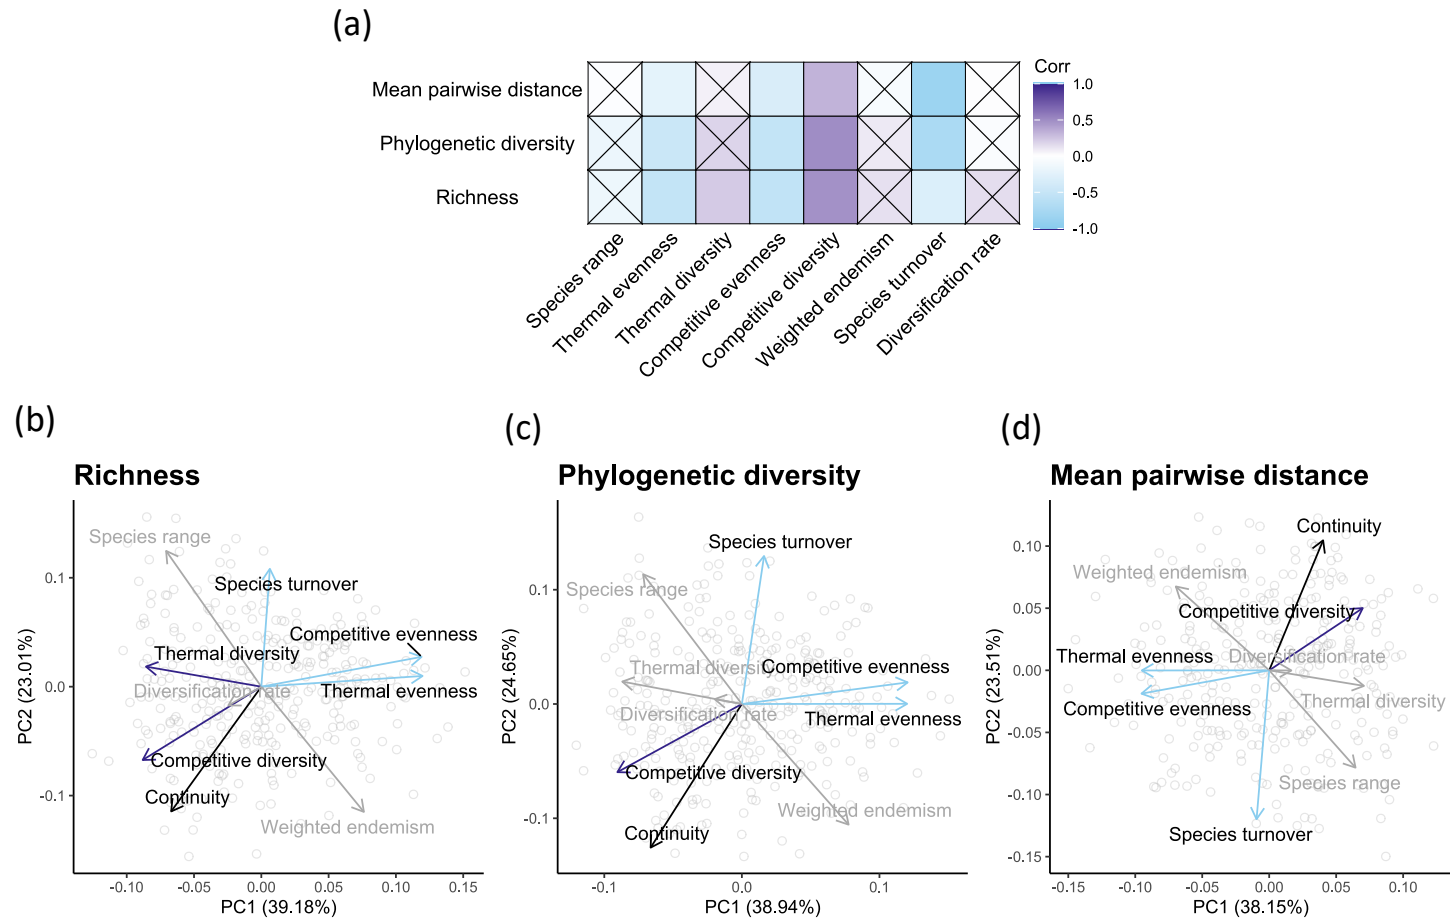 (a)
Corr
Mean pairwise distance
Phylogenetic diversity
Richness
1.0
0.5
0.0
-0.5
-1.0
Species range
Thermal evenness
Thermal diversity
Competitive evenness
Competitive diversity
Weighted endemism
Species turnover
Diversification rate
(b)
Richness
Species range
Species turnover
Competitive evenness
Thermal diversity
Thermal evenness
Diversification rate
Competitive diversity
Continuity
Weighted endemism
0.1
0.0
-0.1
PC2 (23.01%)
-0.10
-0.05
0.00
0.05
0.10
0.15
PC1 (39.18%)
(c)
Phylogenetic diversity
Species turnover
Species range
Thermal diversity
Competitive evenness
Diversification rate
Thermal evenness
Competitive diversity
Weighted endemism
Continuity
0.1
0.0
-0.1
PC2 (24.65%)
-0.1
0.0
0.1
PC1 (38.94%)
(d)
Mean pairwise distance
Continuity
Weighted endemism
Competitive diversity
Thermal evenness
Diversification rate
Thermal diversity
Competitive evenness
Species range
Species turnover
0.10
0.05
0.00
-0.05
-0.10
-0.15
PC2 (23.51%)
-0.15
-0.10
-0.05
0.00
0.05
0.10
PC1 (38.15%)